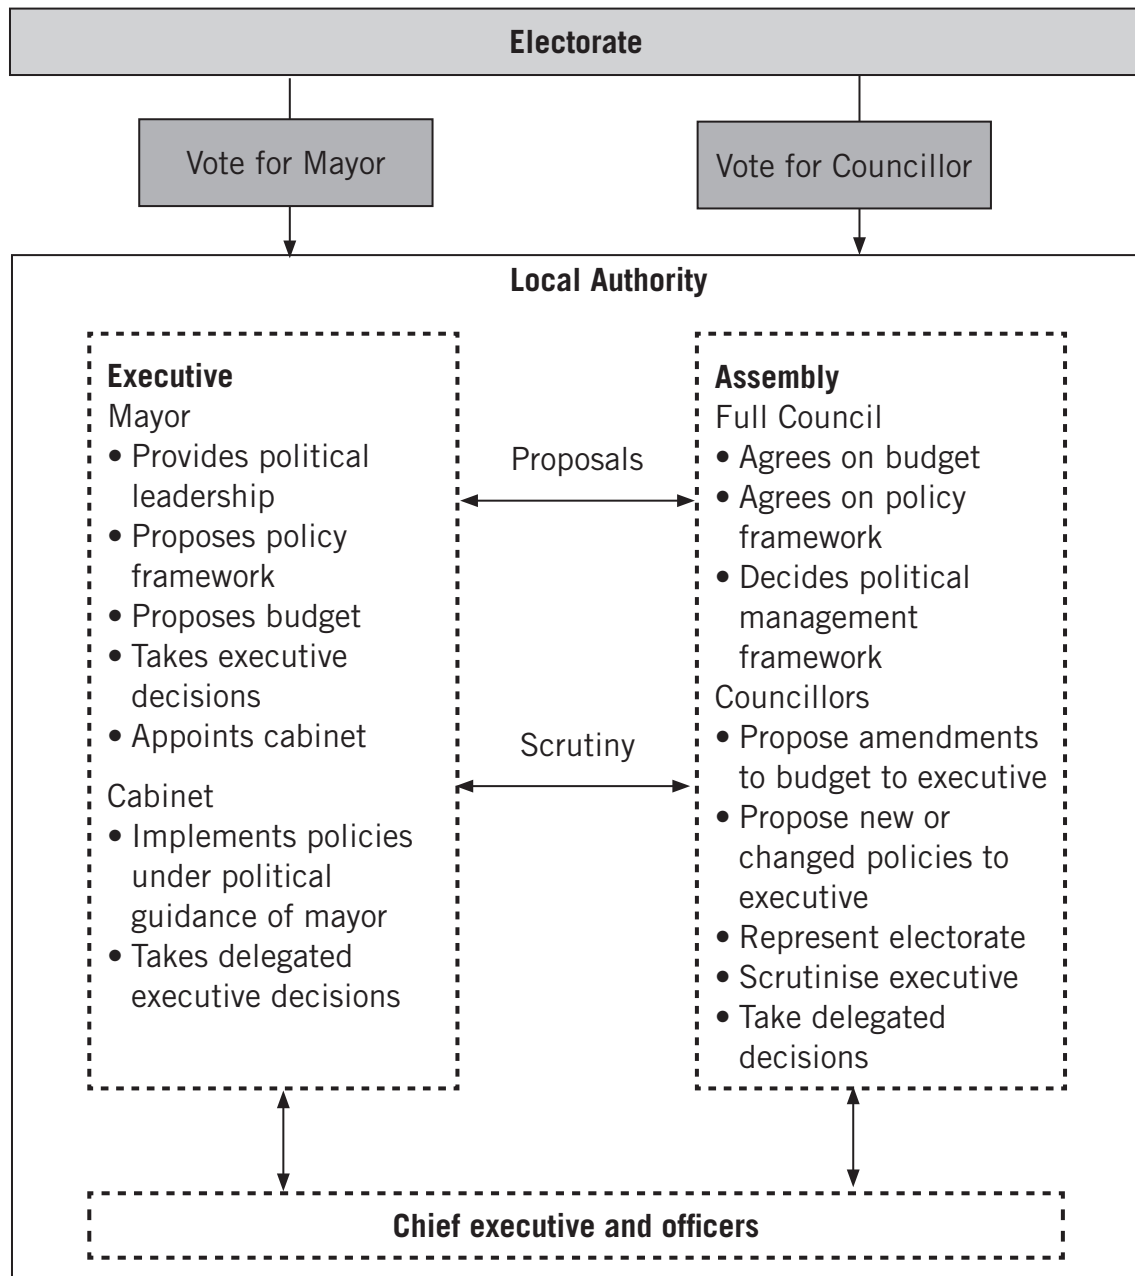 Electorate
Vote for Mayor
Vote for Councillor
Local Authority
Executive
Mayor
• Provides political
leadership
• Proposes policy
framework
• Proposes budget
• Takes executive
decisions
• Appoints cabinet
Cabinet
• Implements policies
under political
guidance of mayor
• Takes delegated
executive decisions
Proposals
Scrutiny
Assembly
Full Council
• Agrees on budget
• Agrees on policy
framework
• Decides political
management
framework
Councillors
• Propose amendments
to budget to executive
• Propose new or
changed policies to
executive
• Represent electorate
• Scrutinise executive
• Take delegated
decisions
Chief executive and officers